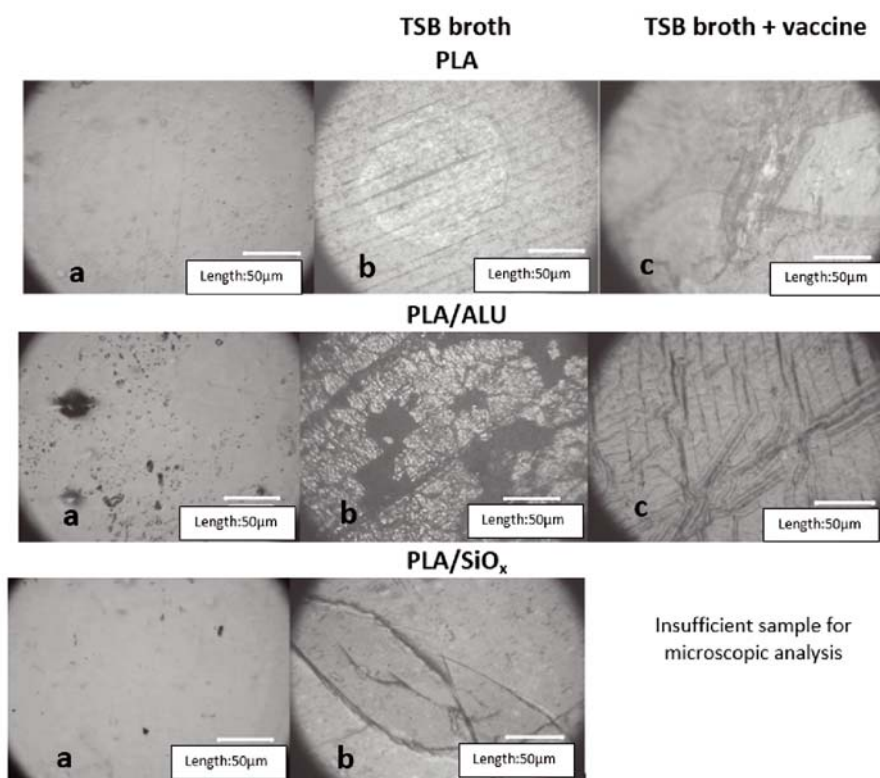 TSB broth TSB broth + vaccine
PLA
a b c
Length:50µm Length:50µm Length:50µm
PLA/ALU
a b c
Length:50µm Length:50µm Length:50µm
PLA/SiOₓ
Insufficient sample for
microscopic analysis
a b
Length:50µm Length:50µm